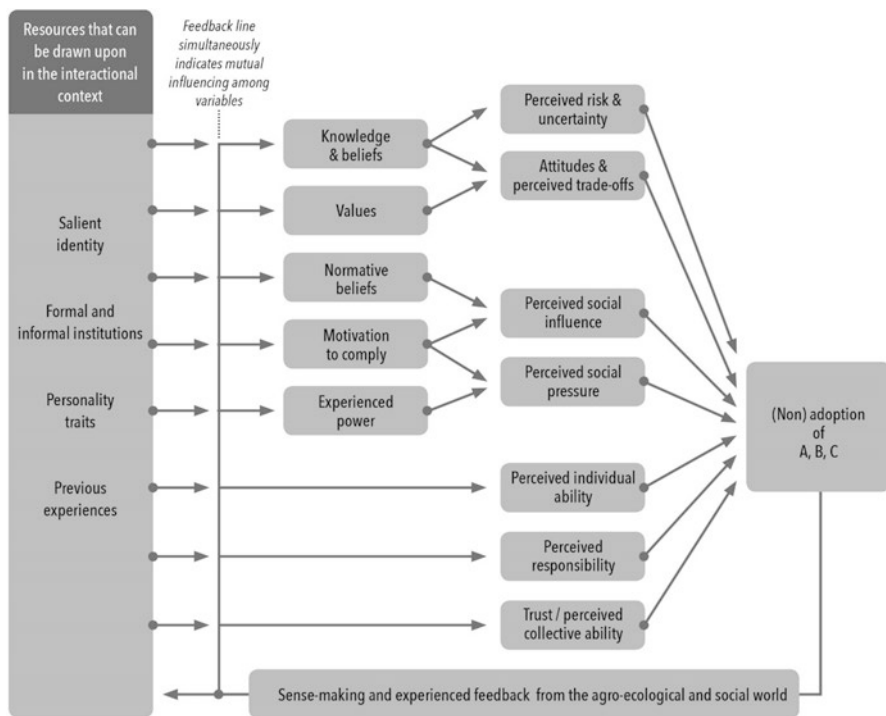 Resources that can
be drawn upon
in the interactional
context
Feedback line
simultaneously
indicates mutual
influencing among
variables
Salient
identity
Formal and
informal institutions
Personality
traits
Previous
experiences
Knowledge
& beliefs
Values
Normative
beliefs
Motivation
to comply
Experienced
power
Perceived risk &
uncertainty
Attitudes &
perceived trade-offs
Perceived social
influence
Perceived social
pressure
Perceived individual
ability
Perceived
responsibility
Trust / perceived
collective ability
(Non) adoption
of
A, B, C
Sense-making and experienced feedback from the agro-ecological and social world